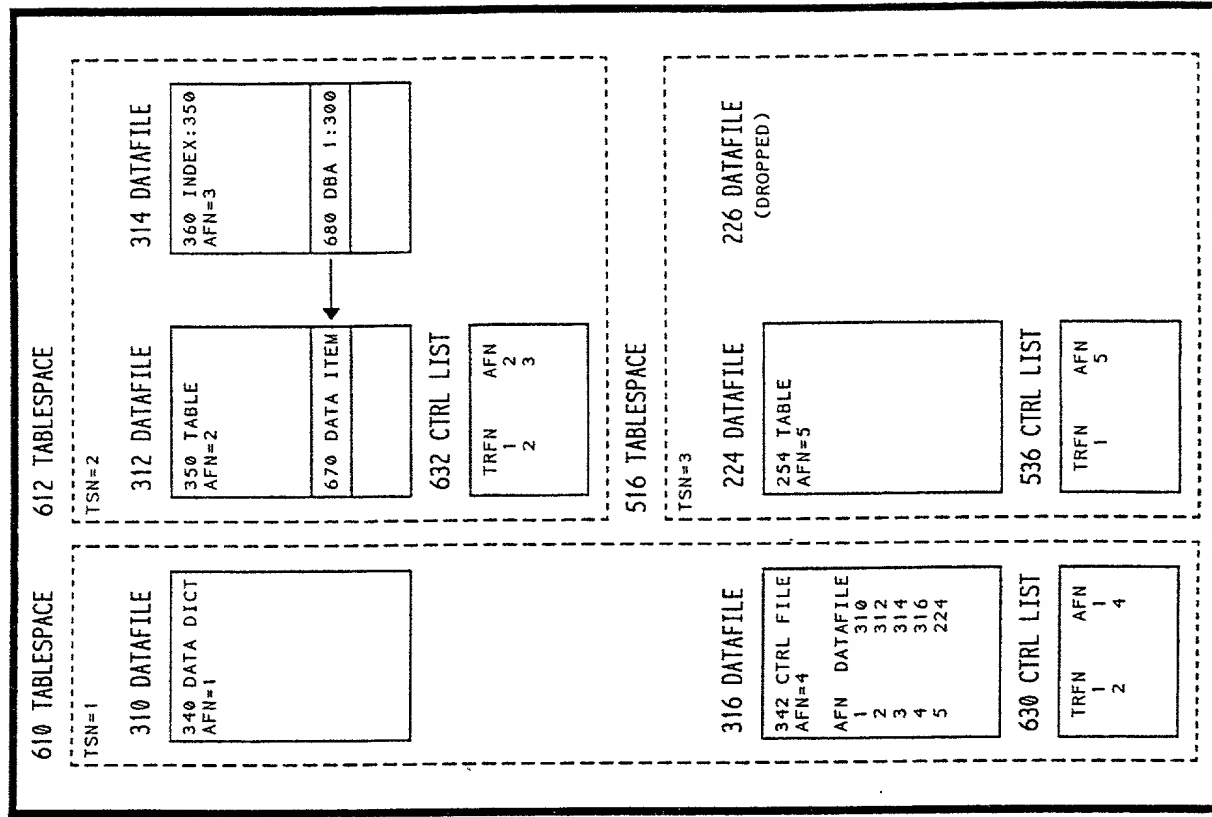 610 TABLESPACE
TSN=1
310 DATAFILE
340 DATA DICT
AFN=1
316 DATAFILE
342 CTRL FILE
AFN=4
AFN DATAFILE
1 310
2 312
3 314
4 316
5 224
630 CTRL LIST
TRFN AFN
1 1
2 4
612 TABLESPACE
TSN=2
312 DATAFILE
350 TABLE
AFN=2
670 DATA ITEM
314 DATAFILE
360 INDEX:350
AFN=3
680 DBA 1:300
632 CTRL LIST
TRFN AFN
1 2
2 3
516 TABLESPACE
TSN=3
224 DATAFILE
254 TABLE
AFN=5
226 DATAFILE
(DROPPED)
536 CTRL LIST
TRFN AFN
1 5